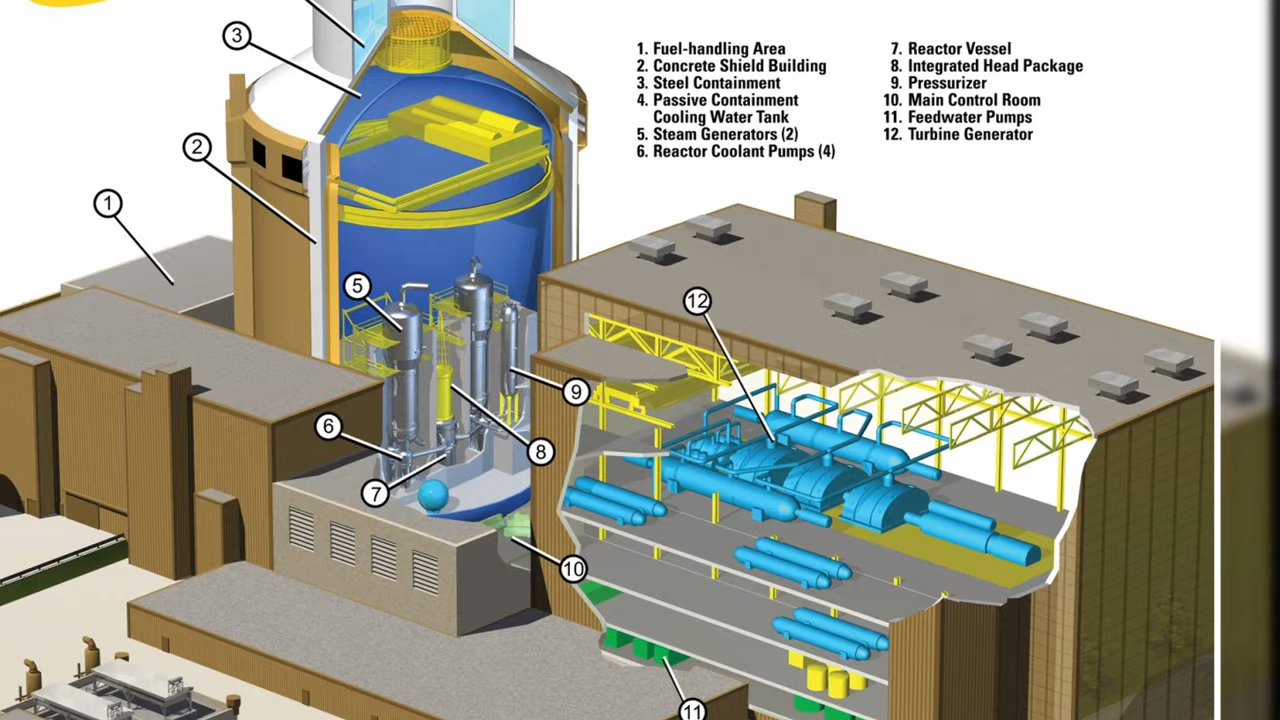 3
2
1
1. Fuel-handling Area
2. Concrete Shield Building
3. Steel Containment
4. Passive Containment
Cooling Water Tank
5. Steam Generators (2)
6. Reactor Coolant Pumps (4)
7. Reactor Vessel
8. Integrated Head Package
9. Pressurizer
10. Main Control Room
11. Feedwater Pumps
12. Turbine Generator
5
12
9
6
8
7
10
11